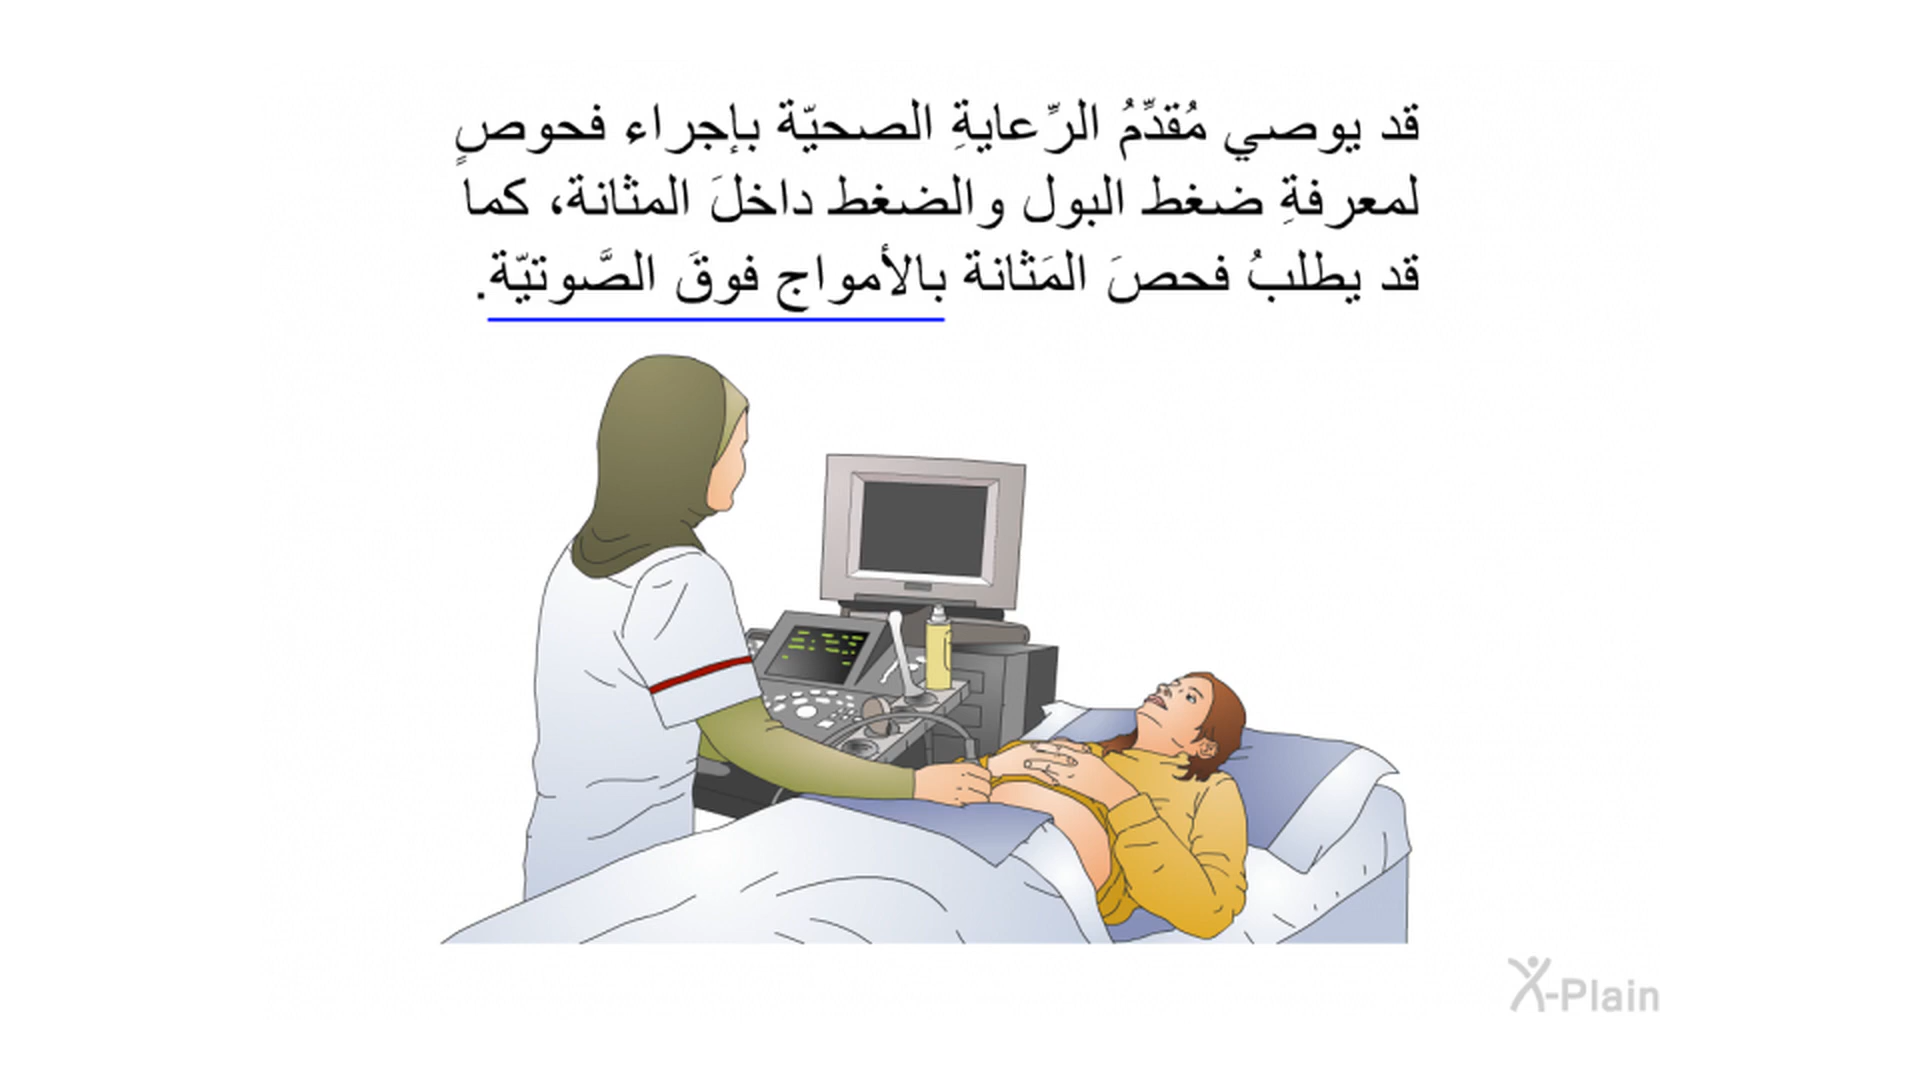 قد يوصي مُقدِّمُ الرِّعايةِ الصحيّة بإجراء فحوصٍ
لمعرفةِ ضغط البول والضغط داخلَ المثانة، كما
قد يطلبُ فحصَ المَثانة بالأمواج فوقَ الصَّوتيّة.
X-Plain